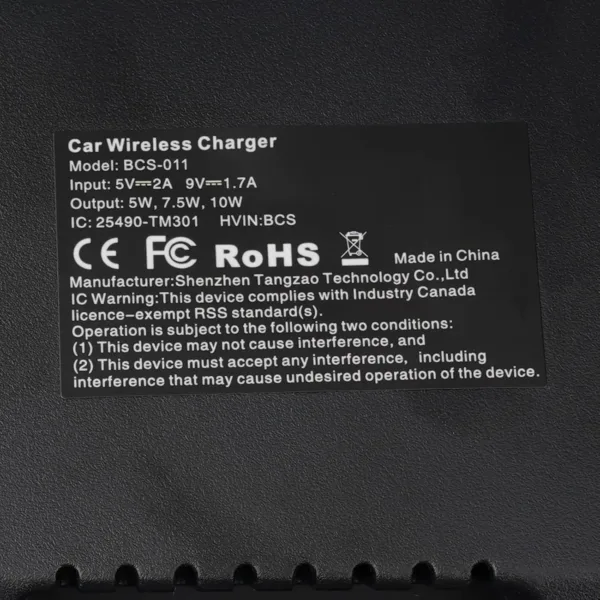 Car Wireless Charger
Model: BCS-011
Input: 5V⎓2A 9V⎓1.7A
Output: 5W, 7.5W, 10W
IC: 25490-TM301 HVIN:BCS
CE FC RoHS Made in China
Manufacturer:Shenzhen Tangzao Technology Co.,Ltd
IC Warning:This device complies with Industry Canada
licence-exempt RSS standard(s).
Operation is subject to the following two conditions:
(1) This device may not cause interference, and
(2) This device must accept any interference, including
interference that may cause undesired operation of the device.